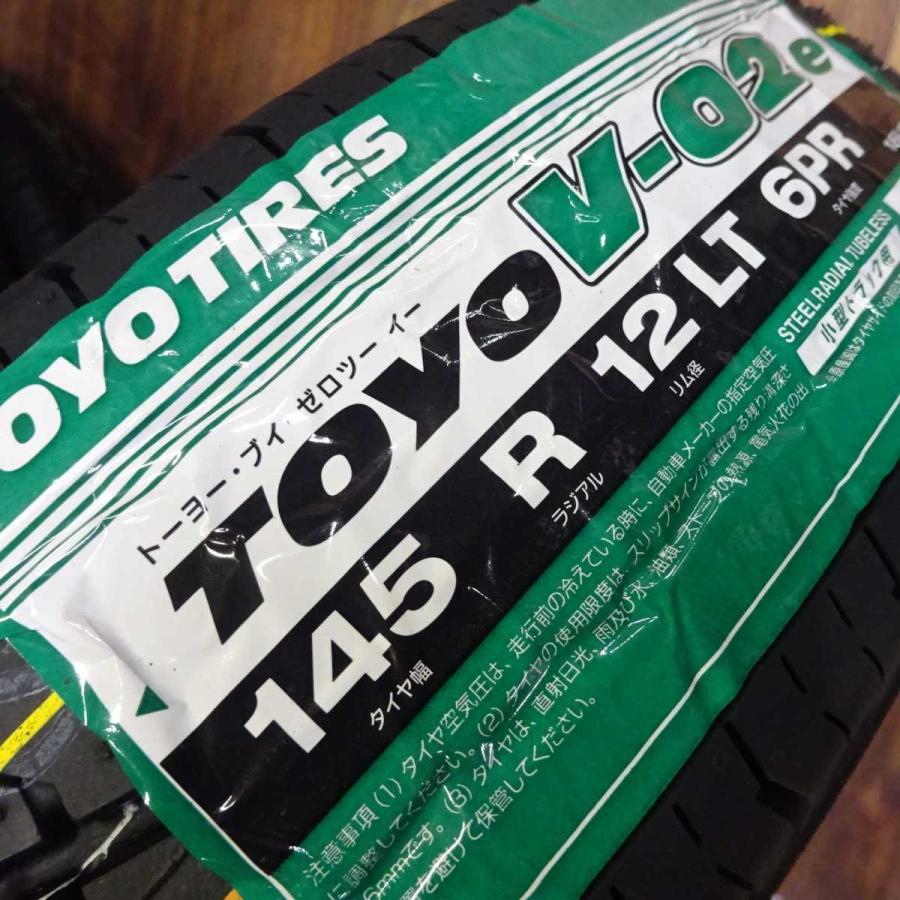 OYO TIRES
トーヨー・ブイ・ゼロツー イー
TOYO V-02e
145 R 12 LT 6PR
タイヤ幅 ラジアル リム径 タイヤ強度
STEEL RADIAL TUBELESS
小型トラック用
注意事項 (1) タイヤ空気圧は、走行前の冷えている時に、自動車メーカーの指定空気圧
に調整してください。(2) タイヤの使用限度は、スリップサインが露出する残り溝深さ
6mmです。(3) タイヤは、直射日光、雨及び水、油類、ストーブの熱源、電気火花の出
を避けて保管してください。